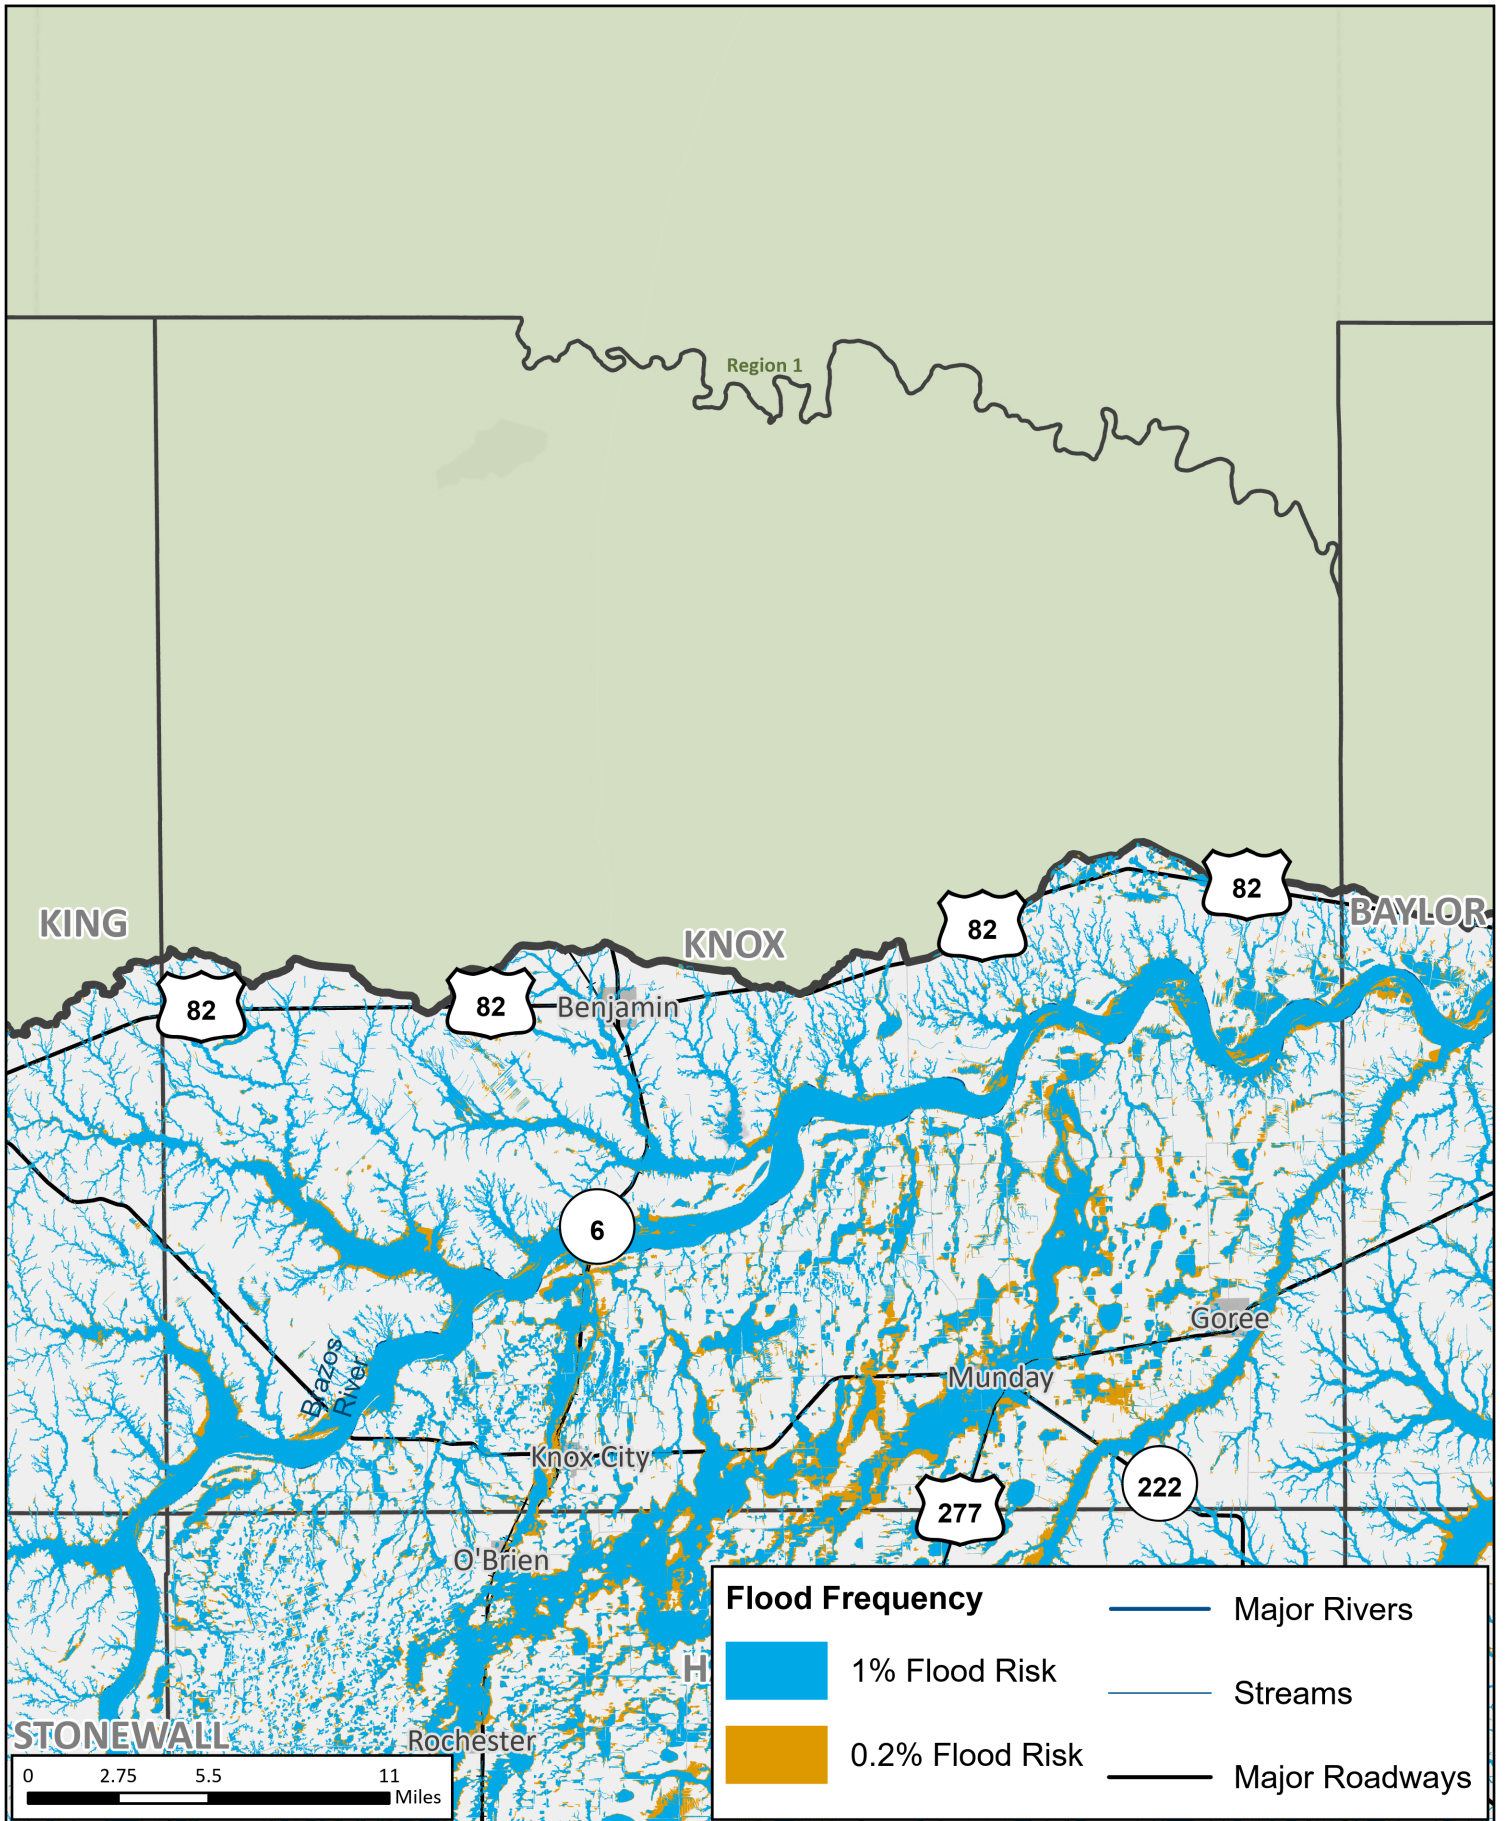 Region 1
KING
KNOX
BAYLOR
82
82
82
82
Benjamin
6
Brazos
River
Goree
Munday
Knox City
222
277
O'Brien
H
STONEWALL
Rochester
0 2.75 5.5 11
Miles
Flood Frequency
1% Flood Risk
0.2% Flood Risk
Major Rivers
Streams
Major Roadways